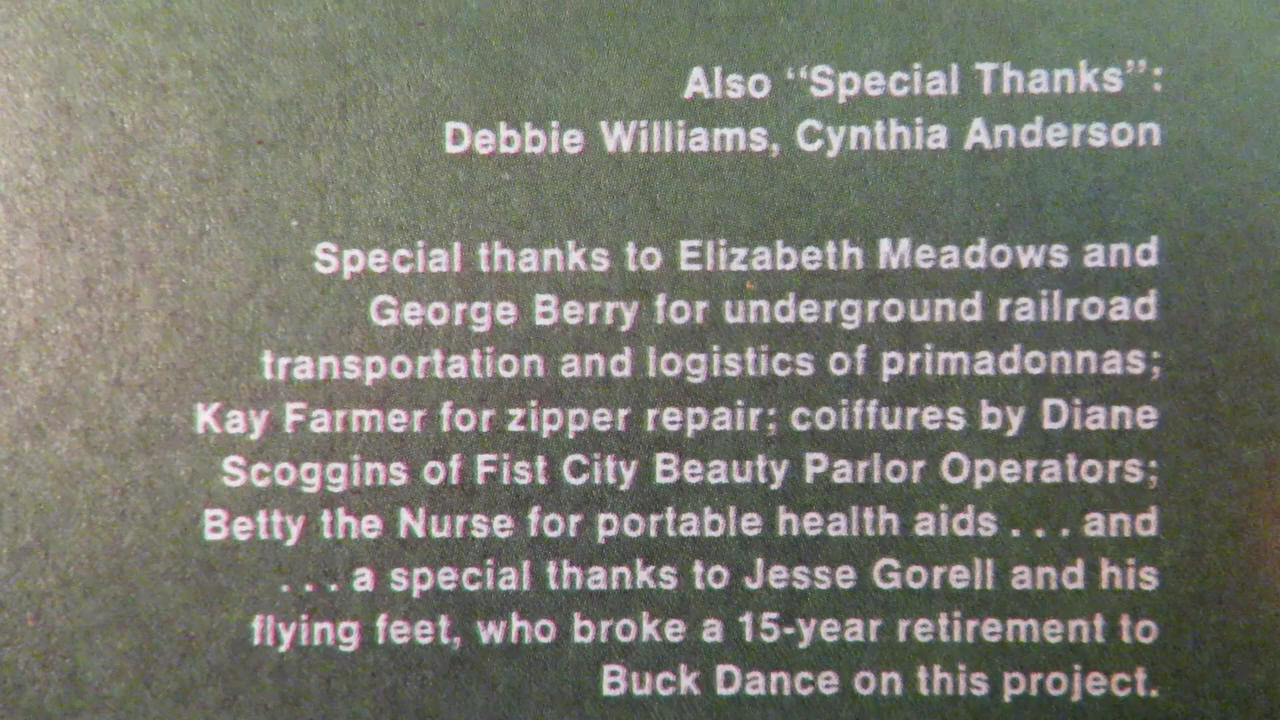 Also “Special Thanks”:
Debbie Williams, Cynthia Anderson
Special thanks to Elizabeth Meadows and
George Berry for underground railroad
transportation and logistics of primadonnas;
Kay Farmer for zipper repair; coiffures by Diane
Scoggins of Fist City Beauty Parlor Operators;
Betty the Nurse for portable health aids . . . and
. . . a special thanks to Jesse Gorell and his
flying feet, who broke a 15-year retirement to
Buck Dance on this project.